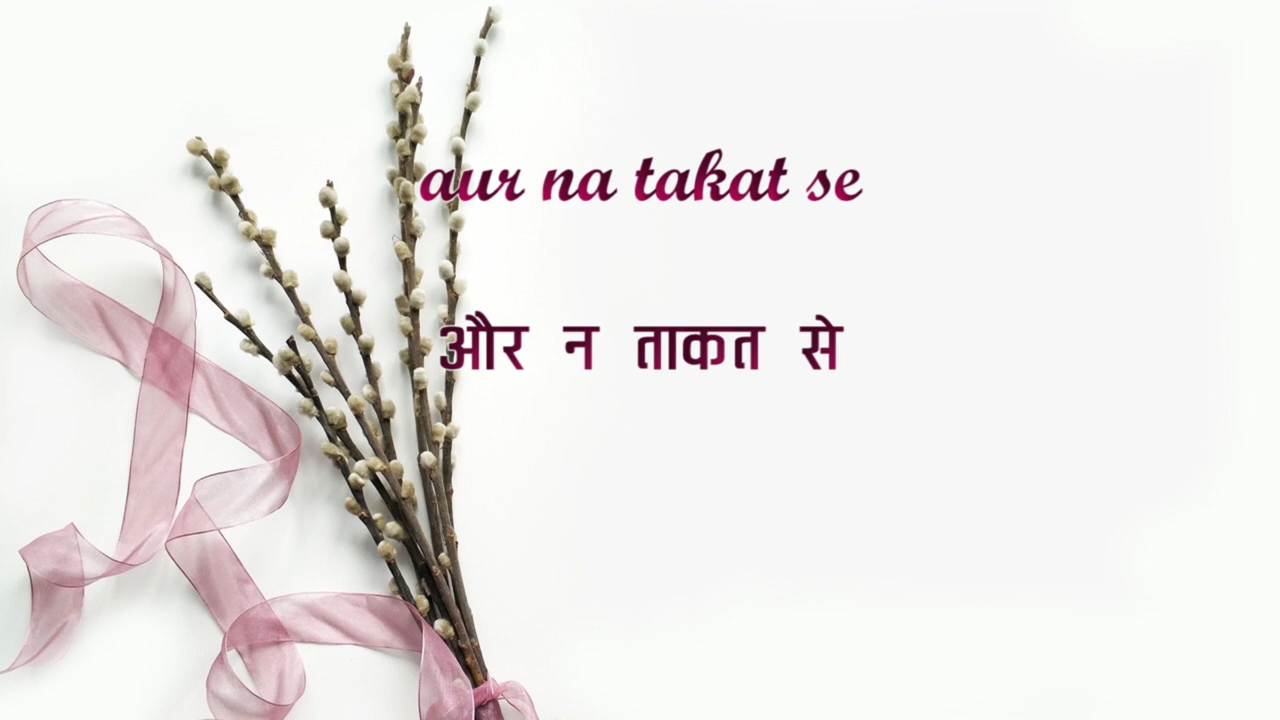 aur na takat se
और न ताकत से